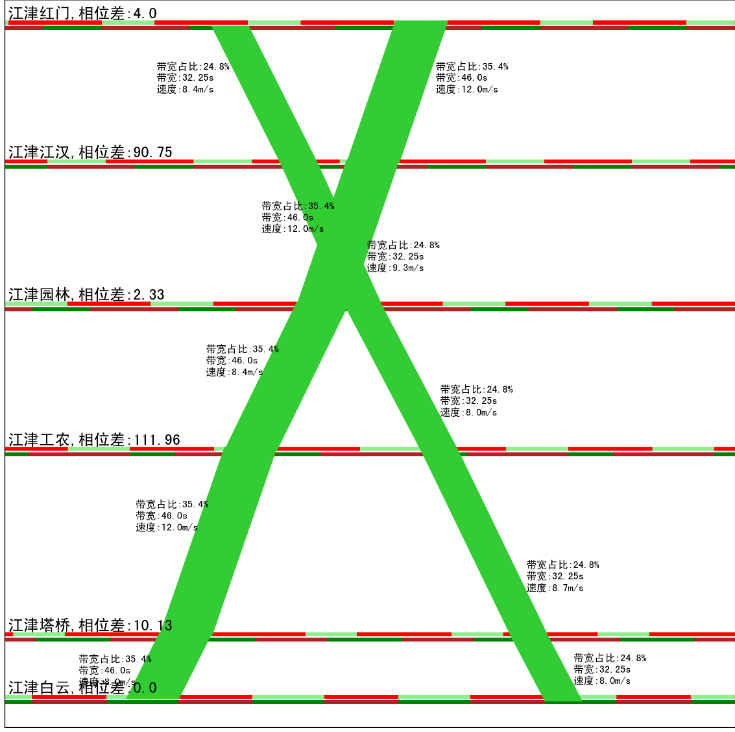 江津红门,相位差:4.0
带宽占比:24.8%
带宽:32.25s
速度:8.4m/s
带宽占比:35.4%
带宽:46.0s
速度:12.0m/s
江津江汉,相位差:90.75
带宽占比:35.4%
带宽:46.0s
速度:12.0m/s
带宽占比:24.8%
带宽:32.25s
速度:9.3m/s
江津园林,相位差:2.33
带宽占比:35.4%
带宽:46.0s
速度:8.4m/s
带宽占比:24.8%
带宽:32.25s
速度:8.0m/s
江津工农,相位差:111.96
带宽占比:35.4%
带宽:46.0s
速度:12.0m/s
带宽占比:24.8%
带宽:32.25s
速度:8.7m/s
江津塔桥,相位差:10.13
带宽占比:35.4%
带宽:46.0s
带宽占比:24.8%
带宽:32.25s
速度:8.0m/s
江津白云,相位差:0.0